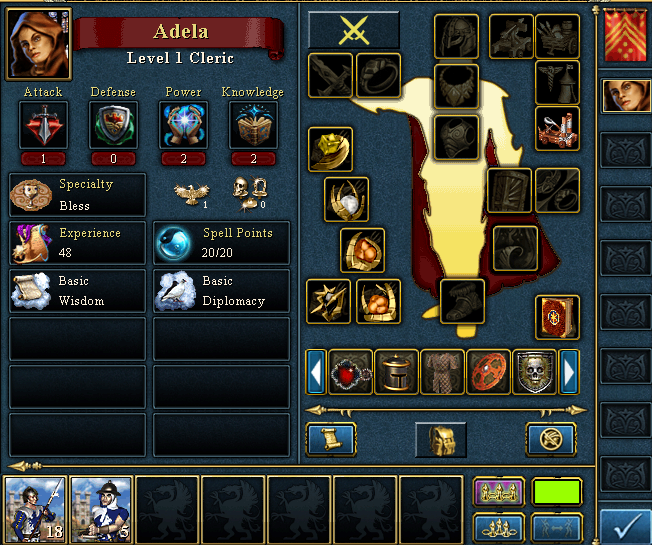 Adela
Level 1 Cleric
Attack Defense Power Knowledge
1 0 2 2
Specialty
Bless
1 0
Experience
48
Spell Points
20/20
Basic
Wisdom
Basic
Diplomacy
18 5